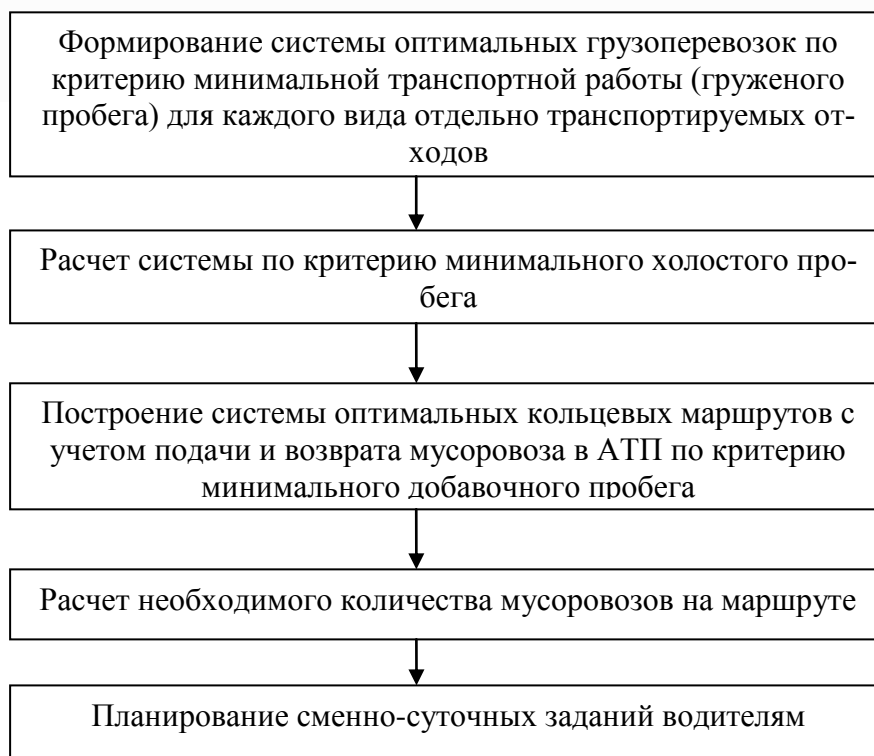 Формирование системы оптимальных грузоперевозок по
критерию минимальной транспортной работы (груженого
пробега) для каждого вида отдельно транспортируемых от-
ходов
Расчет системы по критерию минимального холостого про-
бега
Построение системы оптимальных кольцевых маршрутов с
учетом подачи и возврата мусоровоза в АТП по критерию
минимального добавочного пробега
Расчет необходимого количества мусоровозов на маршруте
Планирование сменно-суточных заданий водителям